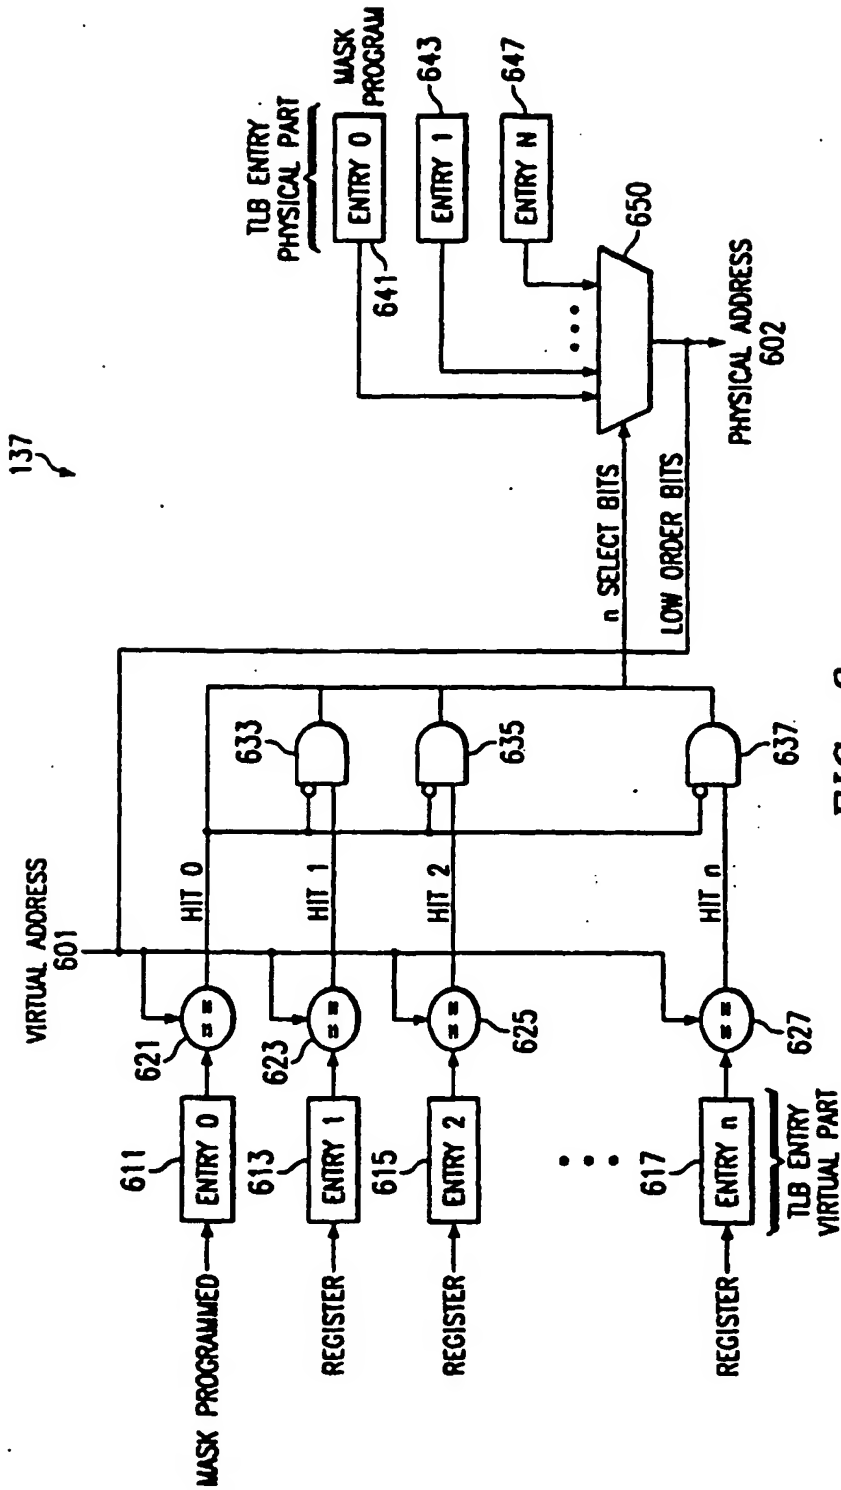 137
VIRTUAL ADDRESS
601
MASK PROGRAMMED
611
ENTRY 0
621
==
HIT 0
REGISTER
613
ENTRY 1
623
==
HIT 1
633
REGISTER
615
ENTRY 2
625
==
HIT 2
635
REGISTER
617
ENTRY n
627
==
HIT n
637
TLB ENTRY
VIRTUAL PART
n SELECT BITS
LOW ORDER BITS
TLB ENTRY
PHYSICAL PART
MASK
PROGRAM
ENTRY 0
641
ENTRY 1
643
ENTRY N
647
650
PHYSICAL ADDRESS
602